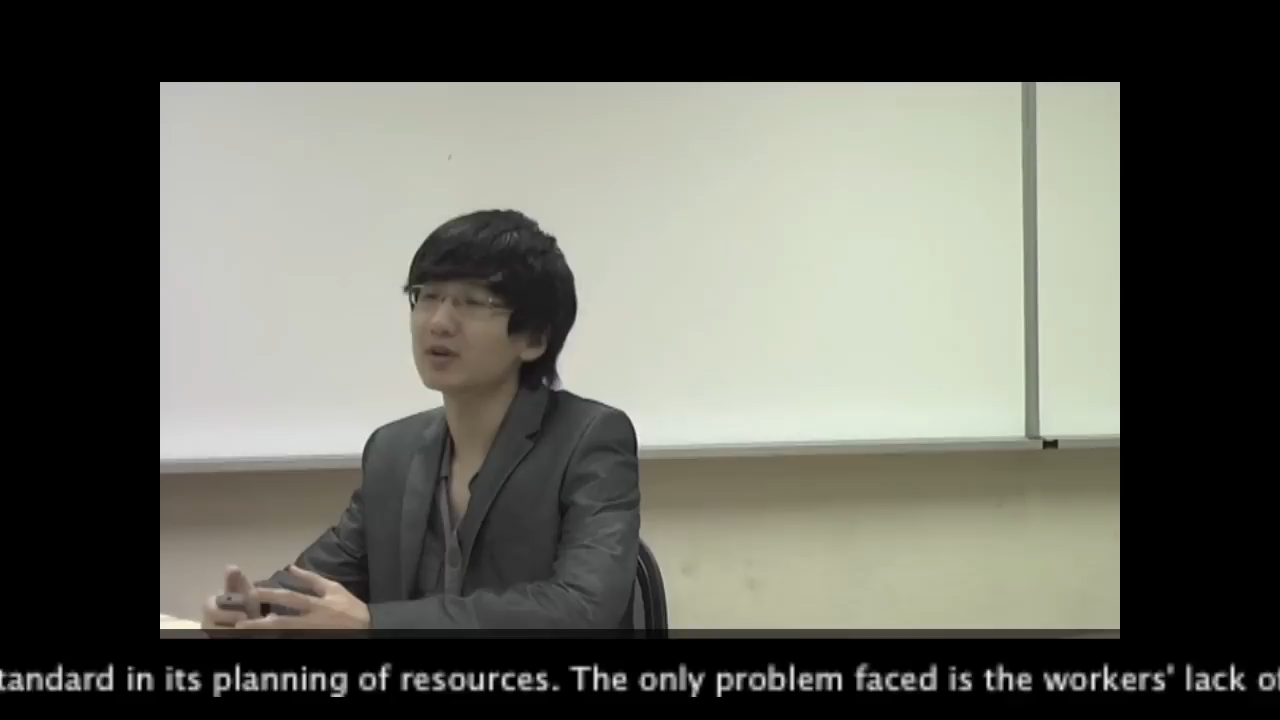 tandard in its planning of resources. The only problem faced is the workers' lack of